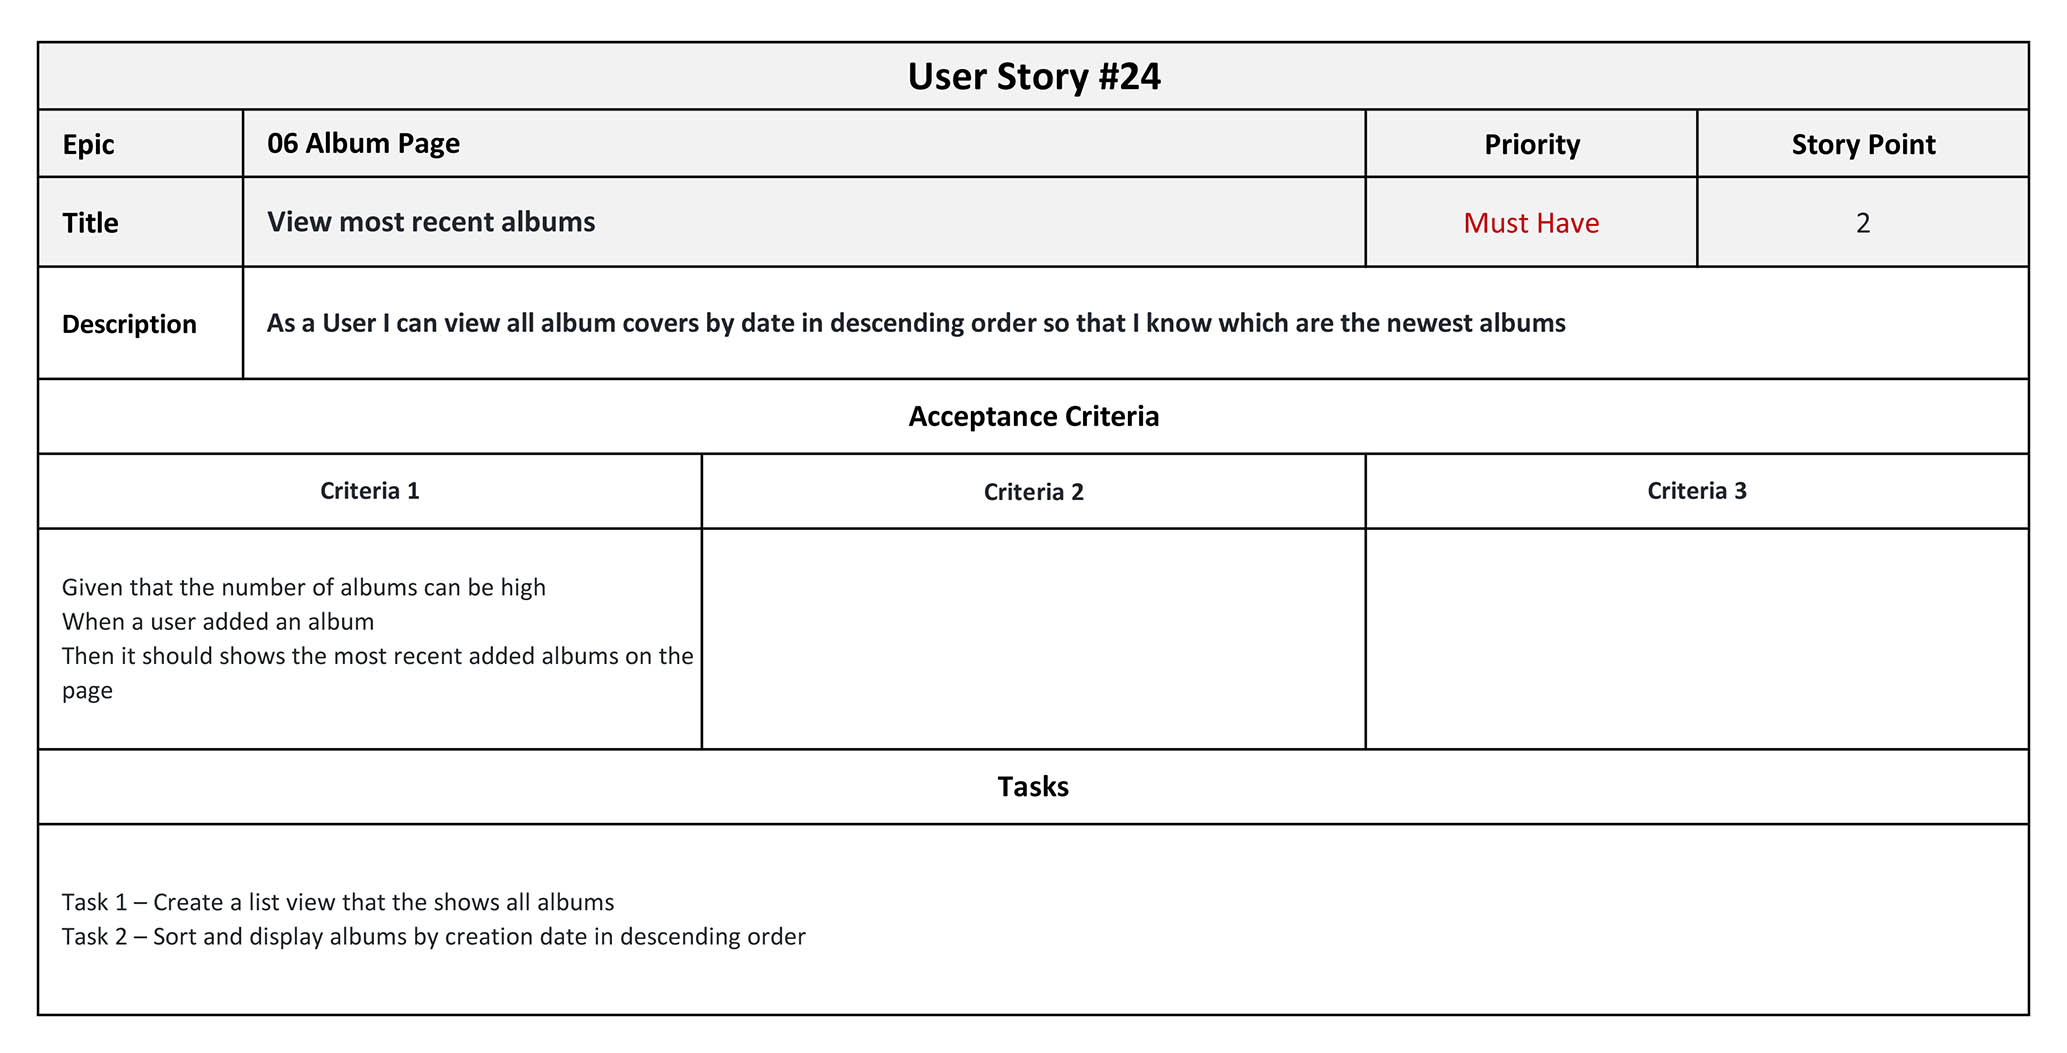 User Story #24
Epic
06 Album Page
Priority
Story Point
Title
View most recent albums
Must Have
2
Description
As a User I can view all album covers by date in descending order so that I know which are the newest albums
Acceptance Criteria
Criteria 1
Criteria 2
Criteria 3
Given that the number of albums can be high
When a user added an album
Then it should shows the most recent added albums on the
page
Tasks
Task 1 – Create a list view that the shows all albums
Task 2 – Sort and display albums by creation date in descending order